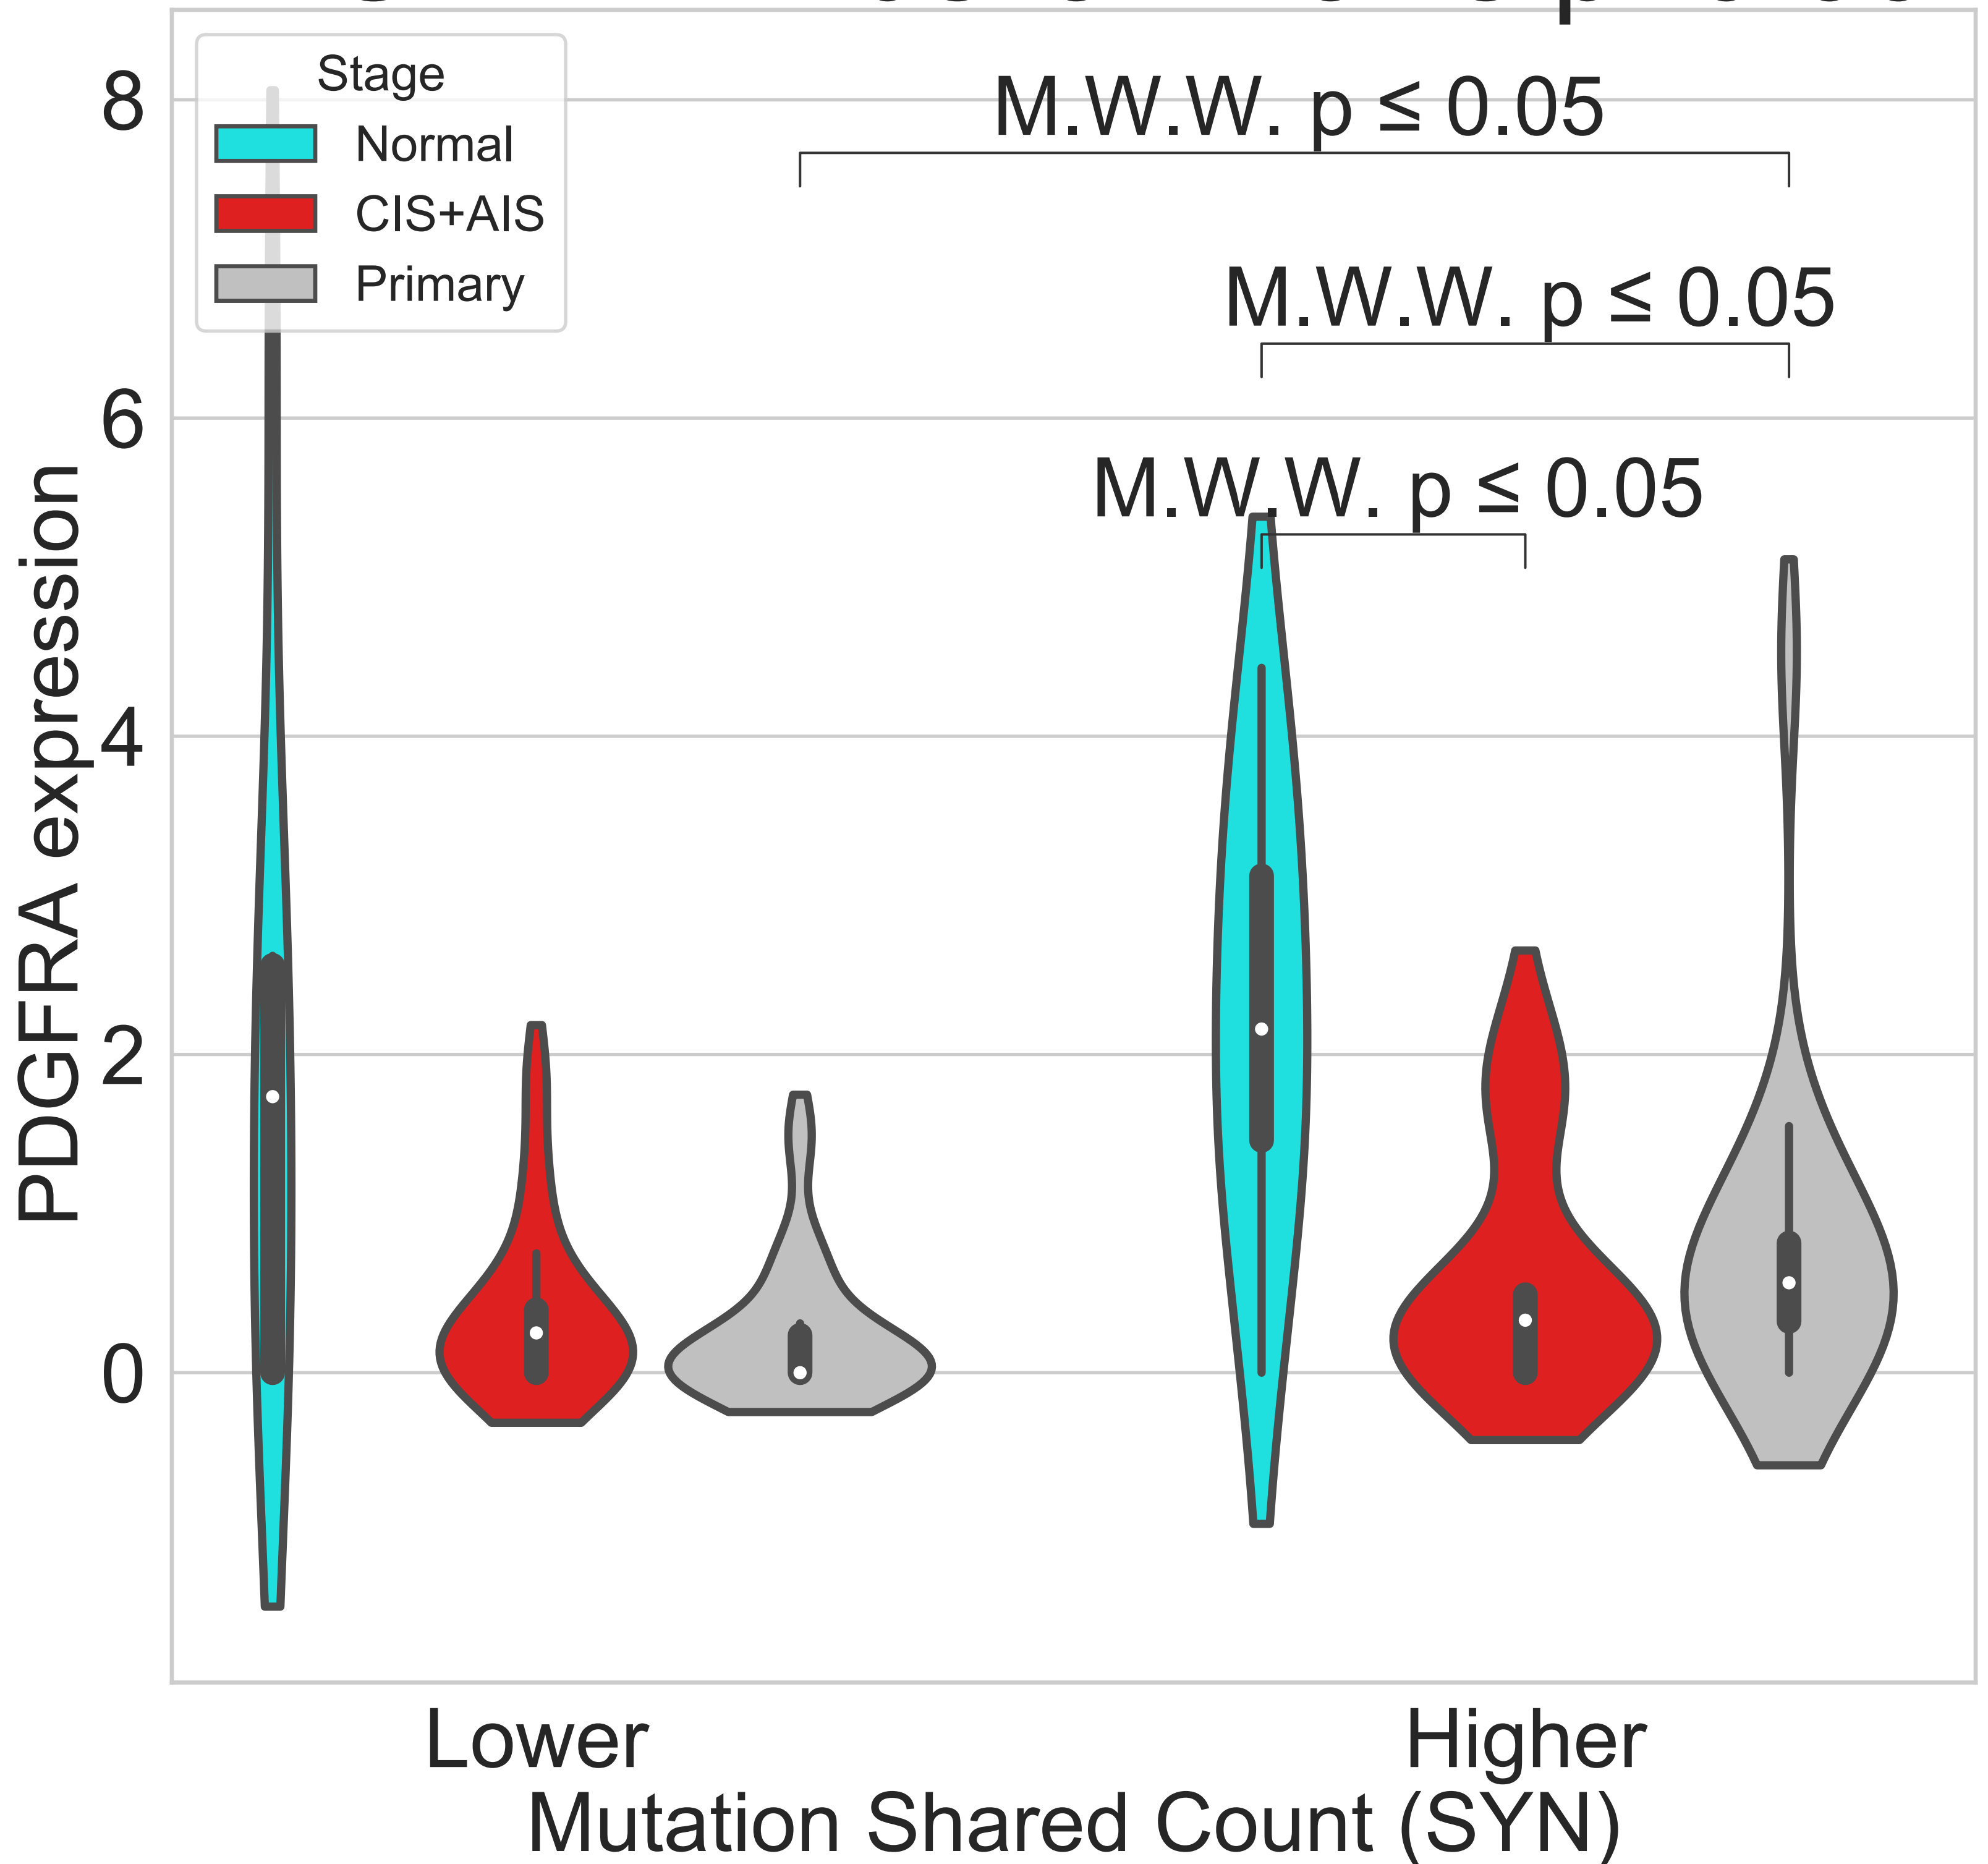 Stage
Normal
CIS+AIS
Primary
M.W.W. p ≤ 0.05
M.W.W. p ≤ 0.05
M.W.W. p ≤ 0.05
8
6
4
2
0
PDGFRA expression
Lower
Higher
Mutation Shared Count (SYN)